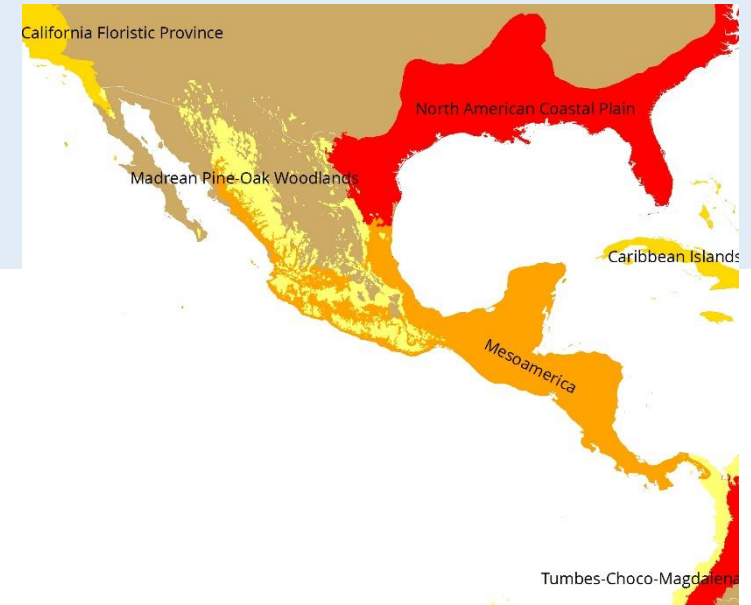 California Floristic Province
North American Coastal Plain
Madrean Pine-Oak Woodlands
Caribbean Islands
Mesoamerica
Tumbes-Choco-Magdalena